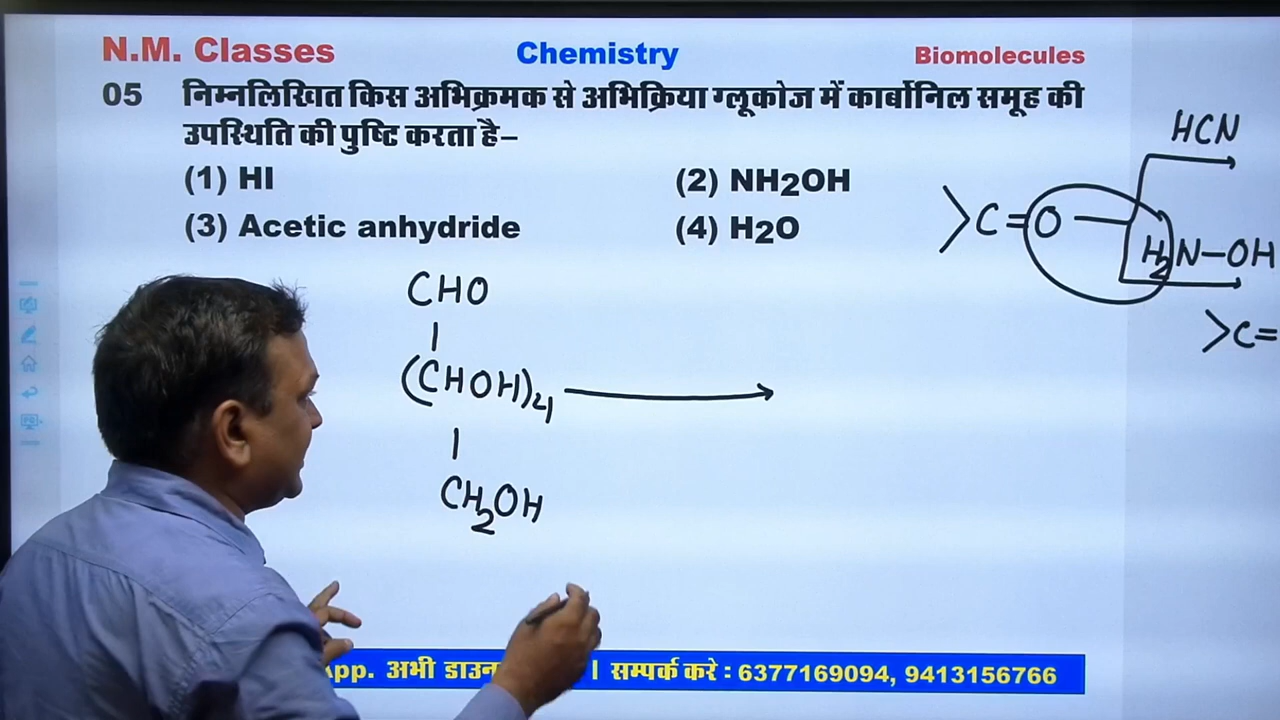 N.M. Classes Chemistry Biomolecules
05 निम्नलिखित किस अभिक्रमक से अभिक्रिया ग्लूकोज में कार्बोनिल समूह की
उपस्थिति की पुष्टि करता है–
(1) HI (2) NH2OH
(3) Acetic anhydride (4) H2O
HCN
>C=O
H2N–OH
>C=
CHO
(CHOH)4
CH2OH
App. अभी डाउन
| सम्पर्क करे : 6377169094, 9413156766